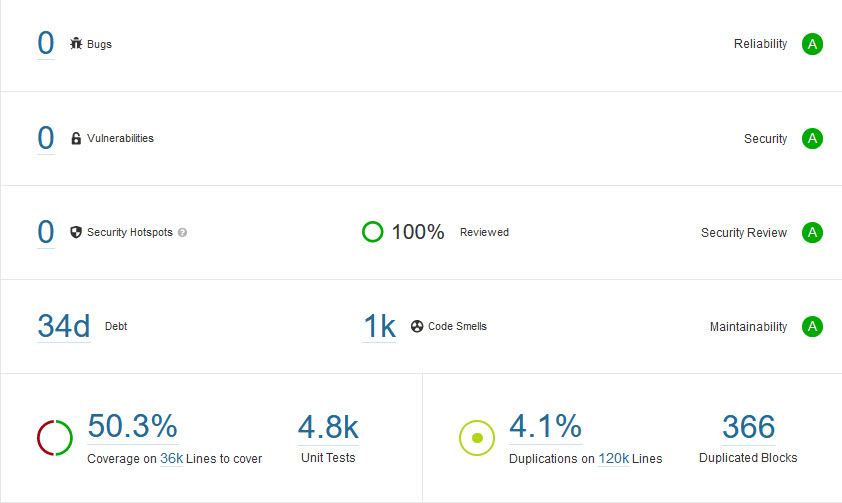 0 Bugs Reliability A
0 Vulnerabilities Security A
0 Security Hotspots ? 100% Reviewed Security Review A
34d Debt 1k Code Smells Maintainability A
50.3% 4.8k 4.1% 366
Coverage on 36k Lines to cover Unit Tests Duplications on 120k Lines Duplicated Blocks